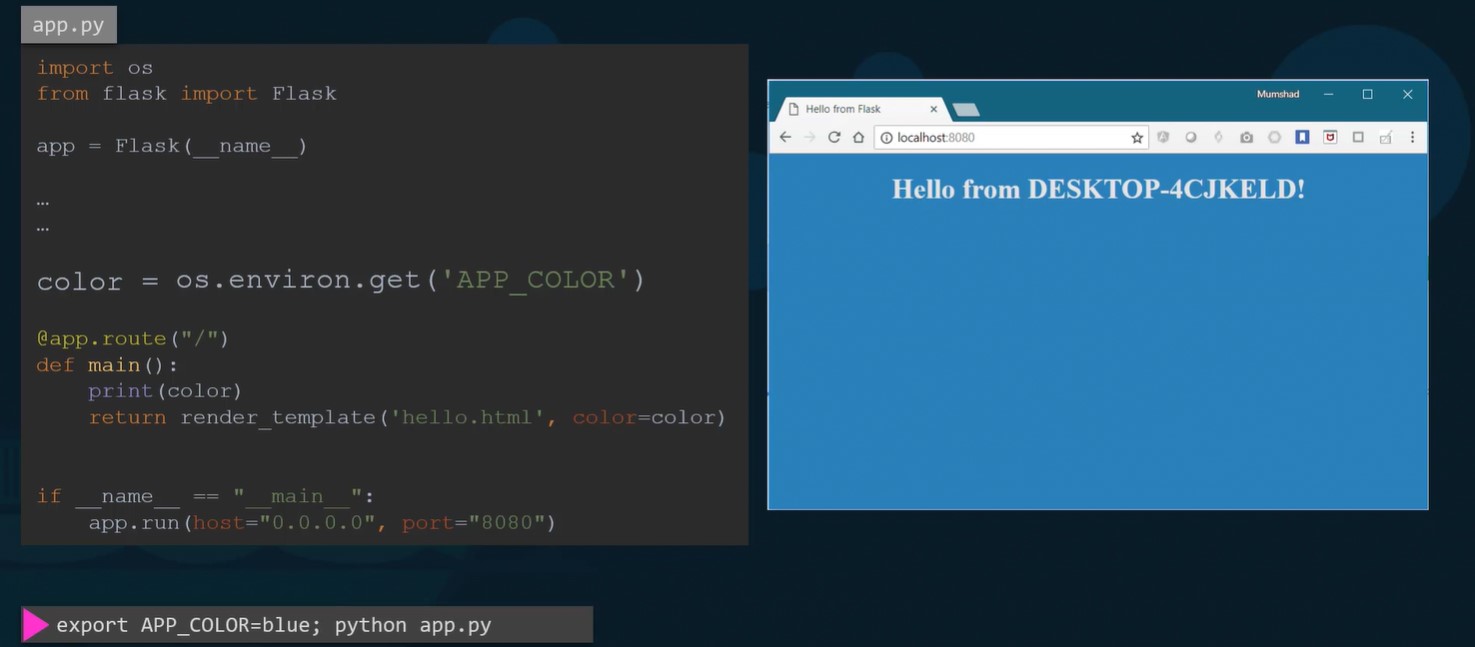 app.py
import os
from flask import Flask
app = Flask(__name__)
…
…
color = os.environ.get('APP_COLOR')
@app.route("/")
def main():
    print(color)
    return render_template('hello.html', color=color)
if __name__ == "__main__":
    app.run(host="0.0.0.0", port="8080")
export APP_COLOR=blue; python app.py
Mumshad
Hello from Flask
localhost:8080
Hello from DESKTOP-4CJKELD!